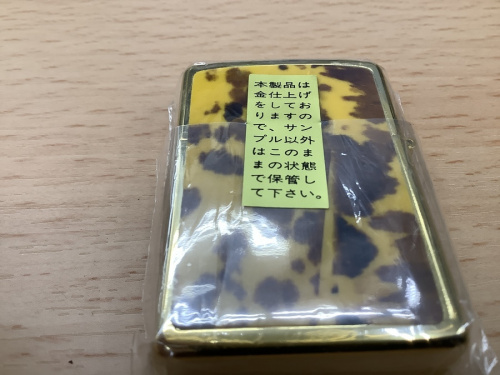 本製品は
金仕上げ
をしてお
りますの
で、サン
プル以外
はこのま
まの状態
で保管し
て下さい。